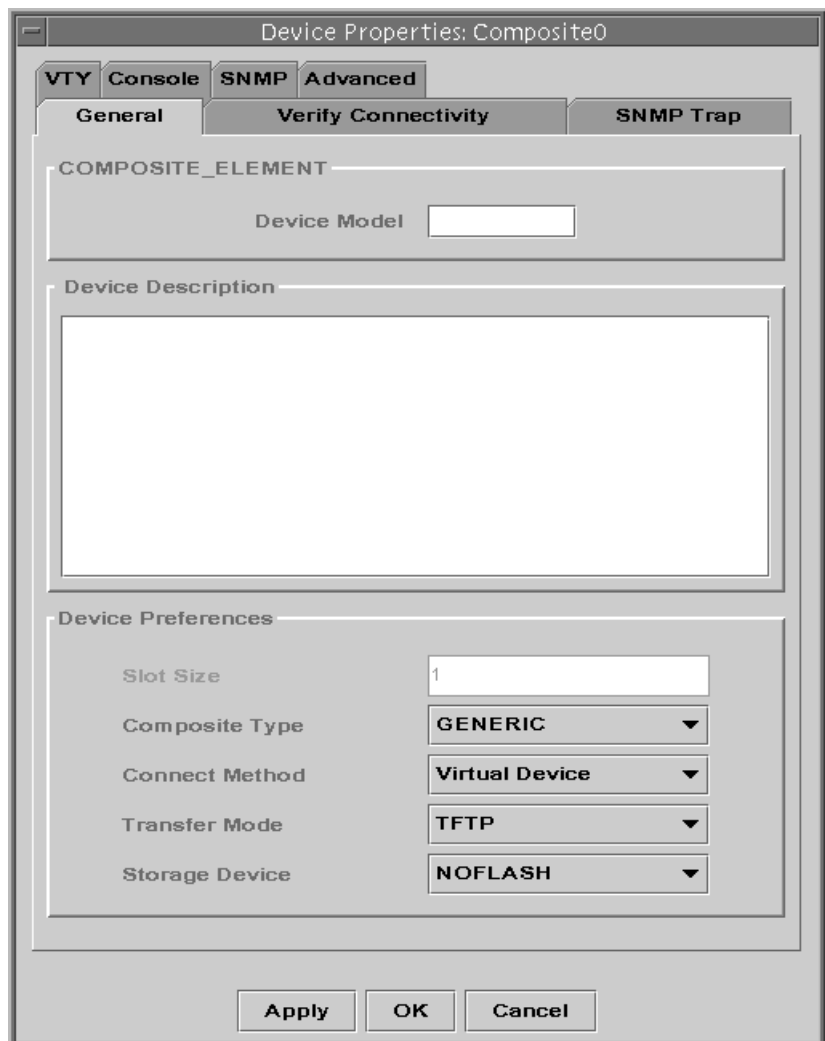 Device Properties: Composite0
VTY Console SNMP Advanced
General Verify Connectivity SNMP Trap
COMPOSITE_ELEMENT
Device Model
Device Description
Device Preferences
Slot Size 1
Composite Type GENERIC
Connect Method Virtual Device
Transfer Mode TFTP
Storage Device NOFLASH
Apply OK Cancel